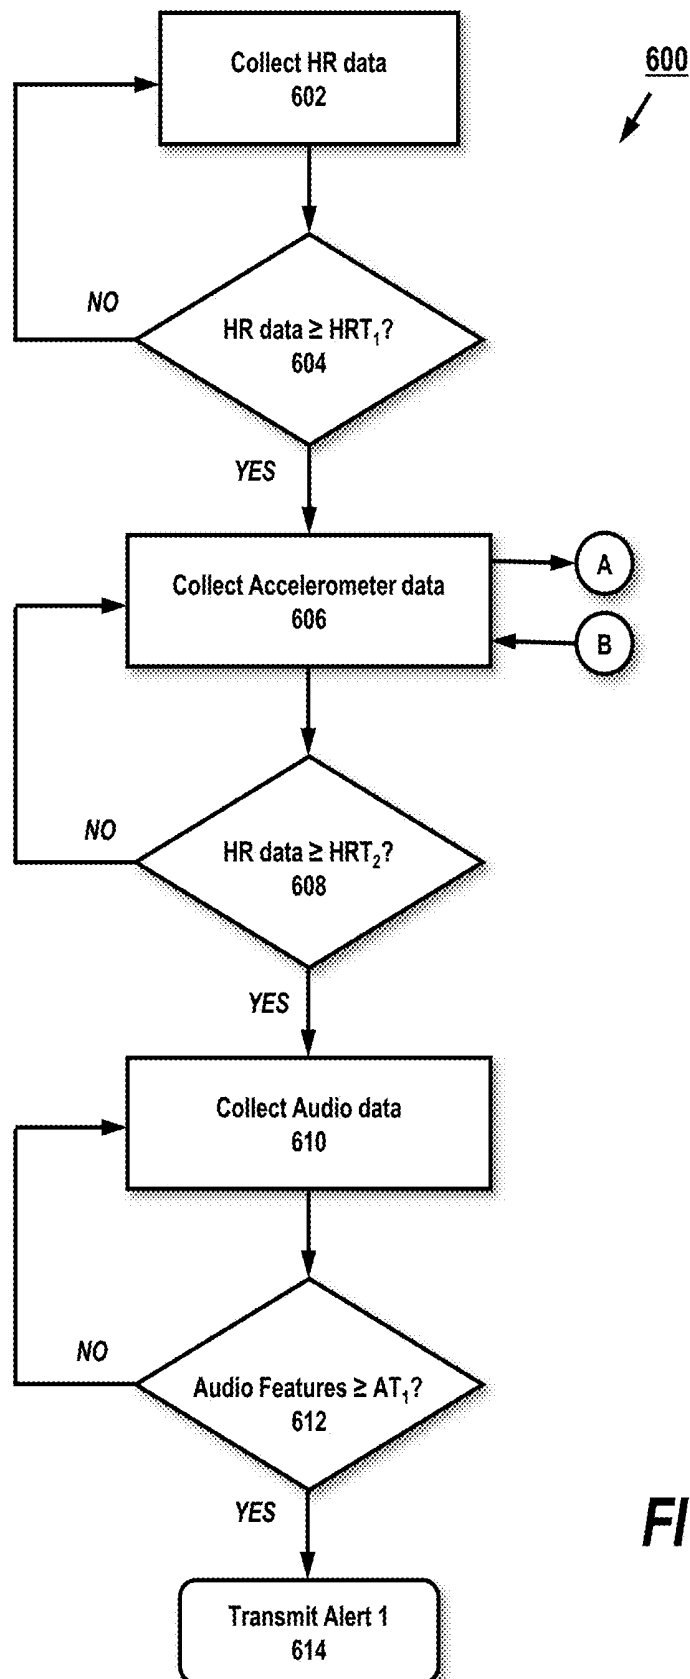 Collect HR data
602
600
NO
HR data ≥ HRT₁?
604
YES
Collect Accelerometer data
606
A
B
NO
HR data ≥ HRT₂?
608
YES
Collect Audio data
610
NO
Audio Features ≥ AT₁?
612
YES
FI
Transmit Alert 1
614